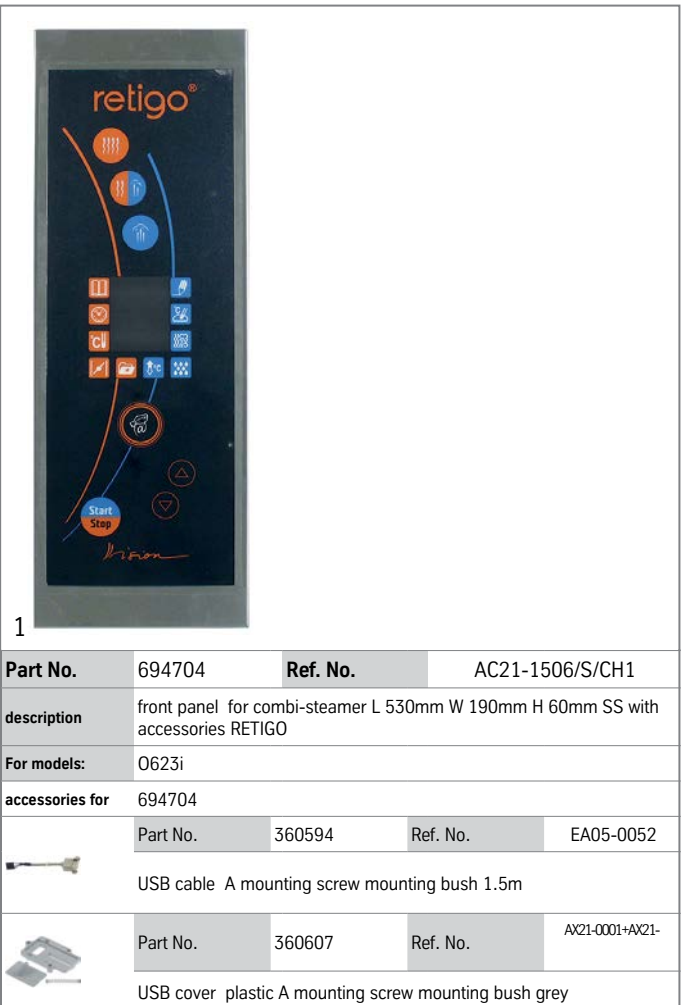 retigo®
°C
°C
a
Start
Stop
Vision
1
Part No. 694704 Ref. No. AC21-1506/S/CH1
description front panel for combi-steamer L 530mm W 190mm H 60mm SS with
accessories RETIGO
For models: O623i
accessories for 694704
Part No. 360594 Ref. No. EA05-0052
USB cable A mounting screw mounting bush 1.5m
Part No. 360607 Ref. No. AX21-0001+AX21-
USB cover plastic A mounting screw mounting bush grey